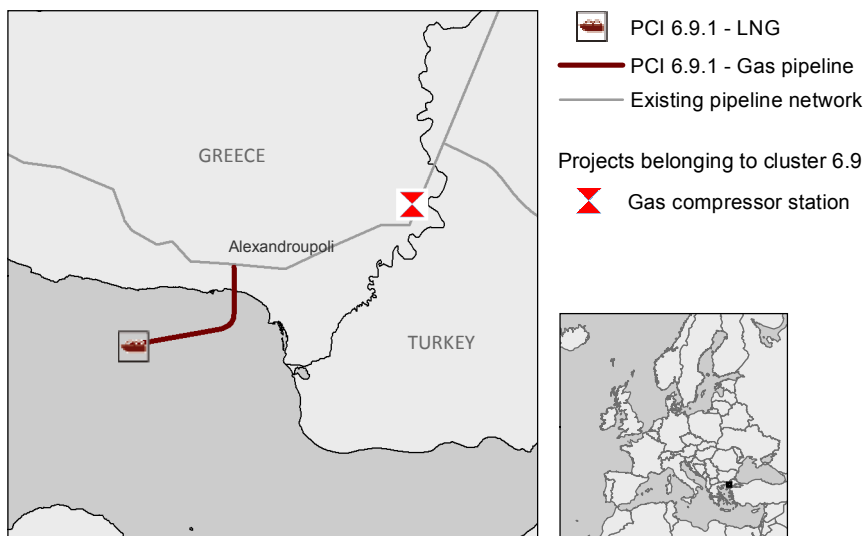 GREECE
Alexandroupoli
TURKEY
PCI 6.9.1 - LNG
PCI 6.9.1 - Gas pipeline
Existing pipeline network
Projects belonging to cluster 6.9
Gas compressor station